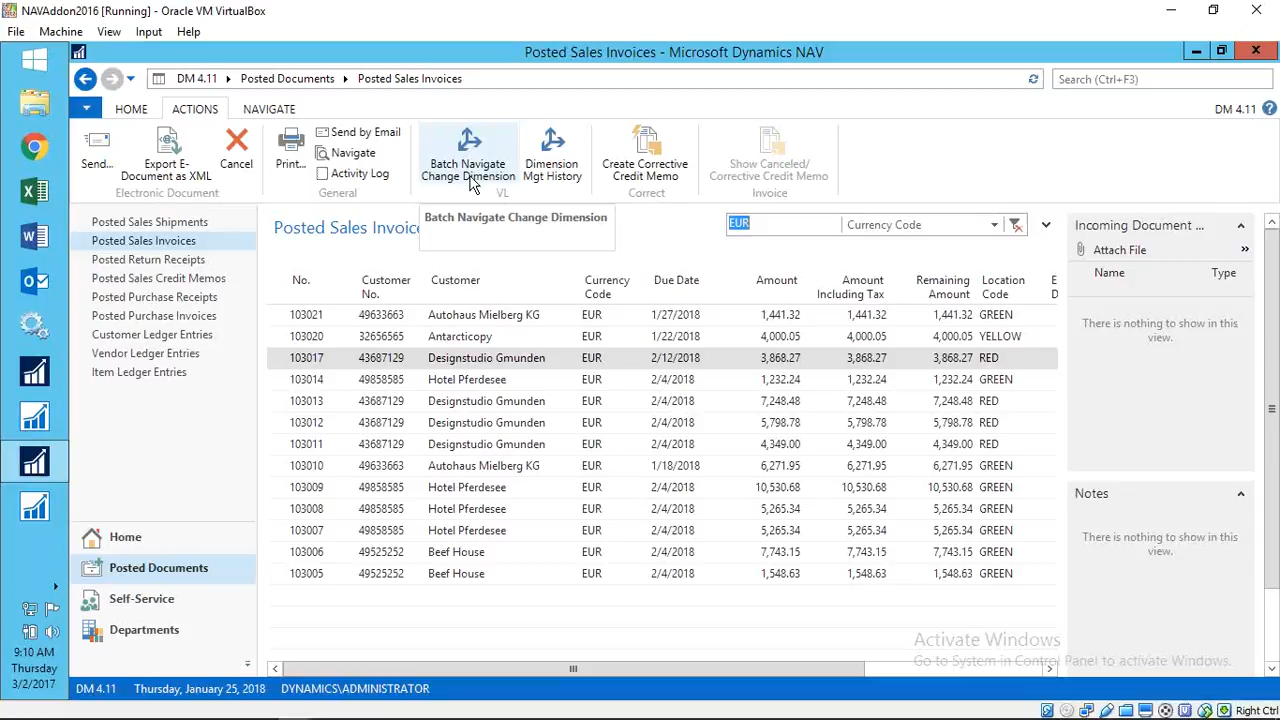 NAVAddon2016 [Running] - Oracle VM VirtualBox
File Machine View Input Help
Posted Sales Invoices - Microsoft Dynamics NAV
DM 4.11 Posted Documents Posted Sales Invoices Search (Ctrl+F3)
HOME ACTIONS NAVIGATE DM 4.11
Send... Export E-Document as XML Cancel Electronic Document
Print... Send by Email Navigate Activity Log General
Batch Navigate Change Dimension Dimension Mgt History VL
Create Corrective Credit Memo Correct
Show Canceled/ Corrective Credit Memo Invoice
Batch Navigate Change Dimension
Posted Sales Shipments
Posted Sales Invoices
Posted Return Receipts
Posted Sales Credit Memos
Posted Purchase Receipts
Posted Purchase Invoices
Customer Ledger Entries
Vendor Ledger Entries
Item Ledger Entries
Home
Posted Documents
Self-Service
Departments
Posted Sales Invoice EUR Currency Code
No. Customer No. Customer Currency Code Due Date Amount Amount Including Tax Remaining Amount Location Code E D
103021 49633663 Autohaus Mielberg KG EUR 1/27/2018 1,441.32 1,441.32 1,441.32 GREEN
103020 32656565 Antarcticopy EUR 1/22/2018 4,000.05 4,000.05 4,000.05 YELLOW
103017 43687129 Designstudio Gmunden EUR 2/12/2018 3,868.27 3,868.27 3,868.27 RED
103014 49858585 Hotel Pferdesee EUR 2/4/2018 1,232.24 1,232.24 1,232.24 GREEN
103013 43687129 Designstudio Gmunden EUR 2/4/2018 7,248.48 7,248.48 7,248.48 RED
103012 43687129 Designstudio Gmunden EUR 2/4/2018 5,798.78 5,798.78 5,798.78 RED
103011 43687129 Designstudio Gmunden EUR 2/4/2018 4,349.00 4,349.00 4,349.00 RED
103010 49633663 Autohaus Mielberg KG EUR 1/18/2018 6,271.95 6,271.95 6,271.95 GREEN
103009 49858585 Hotel Pferdesee EUR 2/4/2018 10,530.68 10,530.68 10,530.68 GREEN
103008 49858585 Hotel Pferdesee EUR 2/4/2018 5,265.34 5,265.34 5,265.34 GREEN
103007 49858585 Hotel Pferdesee EUR 2/4/2018 5,265.34 5,265.34 5,265.34 GREEN
103006 49525252 Beef House EUR 2/4/2018 7,743.15 7,743.15 7,743.15 GREEN
103005 49525252 Beef House EUR 2/4/2018 1,548.63 1,548.63 1,548.63 GREEN
Incoming Document ...
Attach File »
Name Type
There is nothing to show in this view.
Notes
There is nothing to show in this view.
Activate Windows
Go to System in Control Panel to activate Windows.
9:10 AM
Thursday
3/2/2017
DM 4.11 Thursday, January 25, 2018 DYNAMICS\ADMINISTRATOR
Right Ctrl